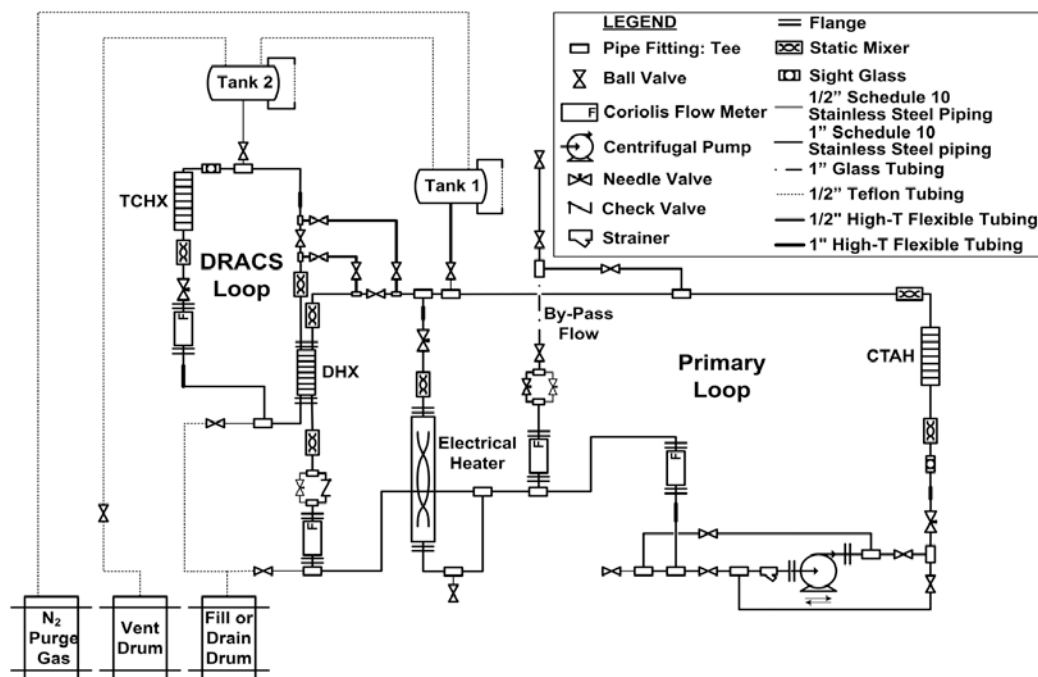 LEGEND
Pipe Fitting: Tee
Ball Valve
F
Coriolis Flow Meter
Centrifugal Pump
Needle Valve
Check Valve
Strainer
Flange
Static Mixer
Sight Glass
1/2” Schedule 10
Stainless Steel Piping
1” Schedule 10
Stainless Steel piping
1” Glass Tubing
1/2” Teflon Tubing
1/2" High-T Flexible Tubing
1" High-T Flexible Tubing
Tank 2
Tank 1
TCHX
DRACS
Loop
F
DHX
By-Pass
Flow
Primary
Loop
CTAH
Electrical
Heater
F
F
F
N2
Purge
Gas
Vent
Drum
Fill or
Drain
Drum